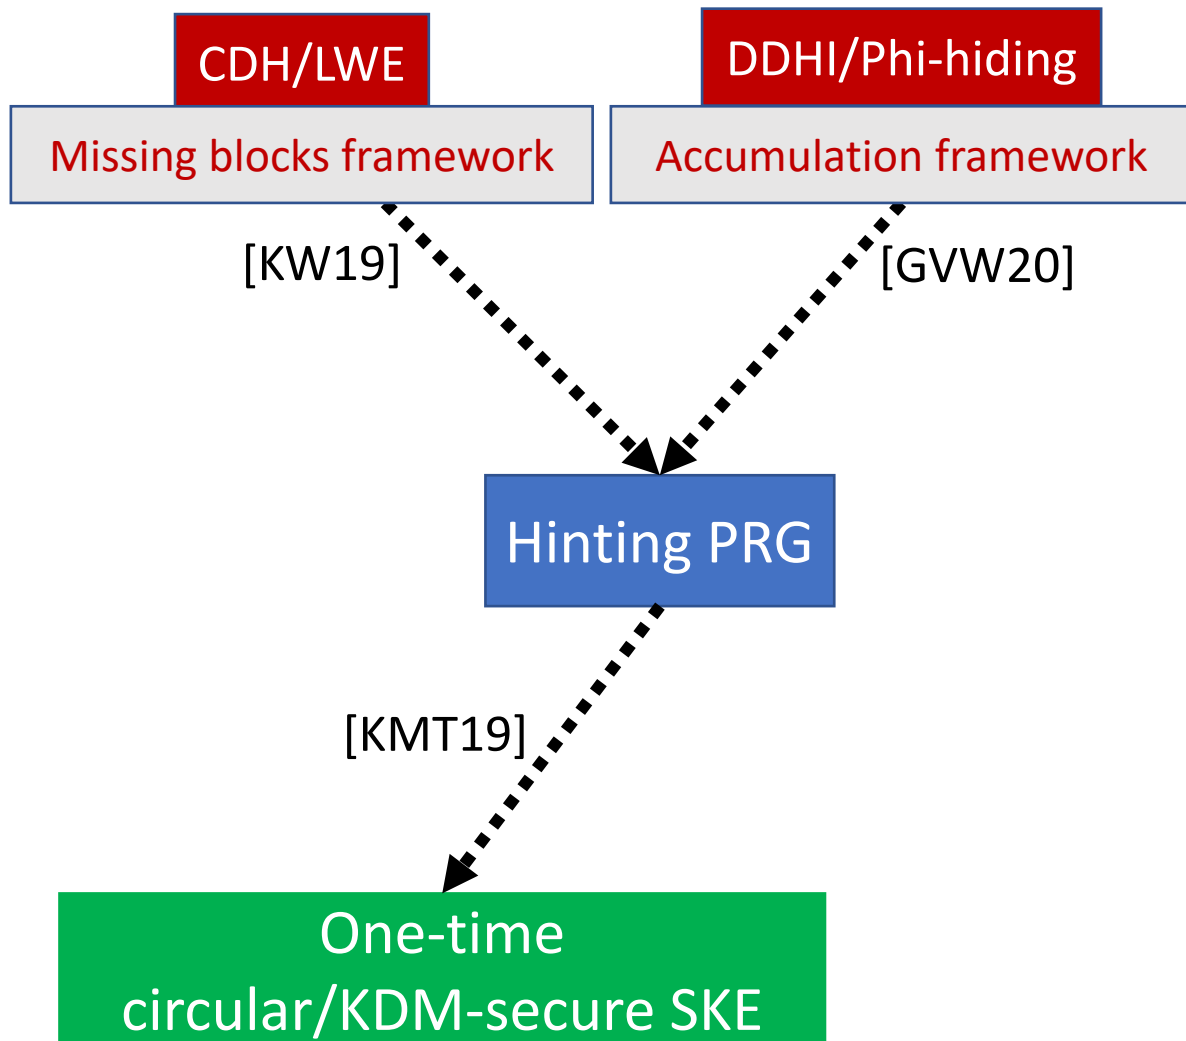 CDH/LWE
DDHI/Phi-hiding
Missing blocks framework
Accumulation framework
[KW19]
[GVW20]
Hinting PRG
[KMT19]
One-time
circular/KDM-secure SKE